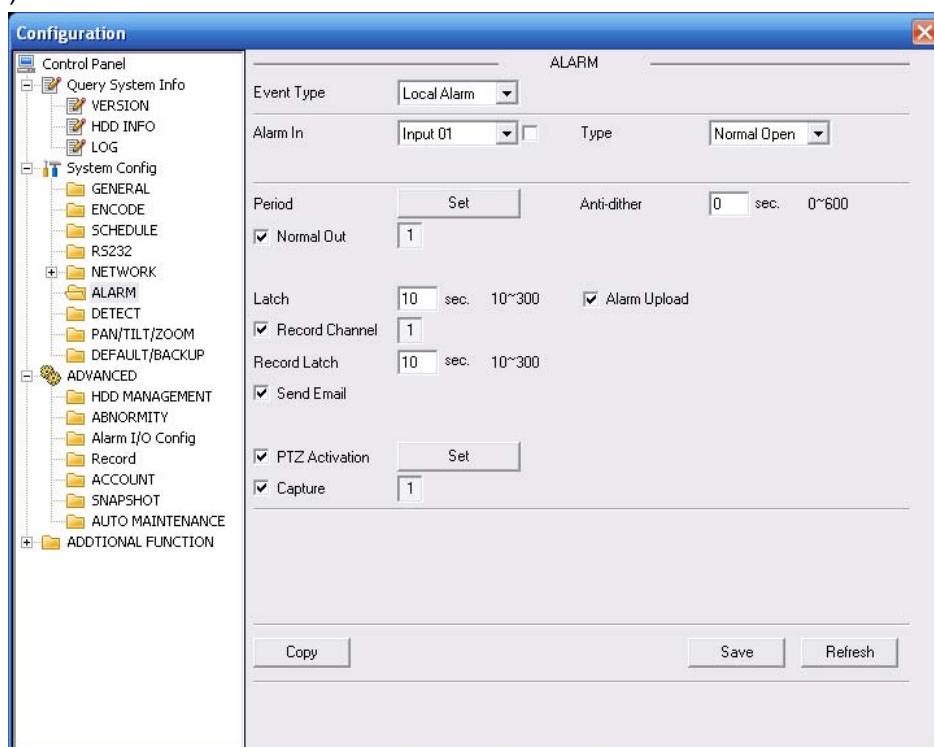 )
Configuration
Control Panel
Query System Info
VERSION
HDD INFO
LOG
System Config
GENERAL
ENCODE
SCHEDULE
RS232
NETWORK
ALARM
DETECT
PAN/TILT/ZOOM
DEFAULT/BACKUP
ADVANCED
HDD MANAGEMENT
ABNORMITY
Alarm I/O Config
Record
ACCOUNT
SNAPSHOT
AUTO MAINTENANCE
ADDTIONAL FUNCTION
ALARM
Event Type Local Alarm
Alarm In Input 01 Type Normal Open
Period Set Anti-dither 0 sec. 0~600
Normal Out 1
Latch 10 sec. 10~300 Alarm Upload
Record Channel 1
Record Latch 10 sec. 10~300
Send Email
PTZ Activation Set
Capture 1
Copy Save Refresh